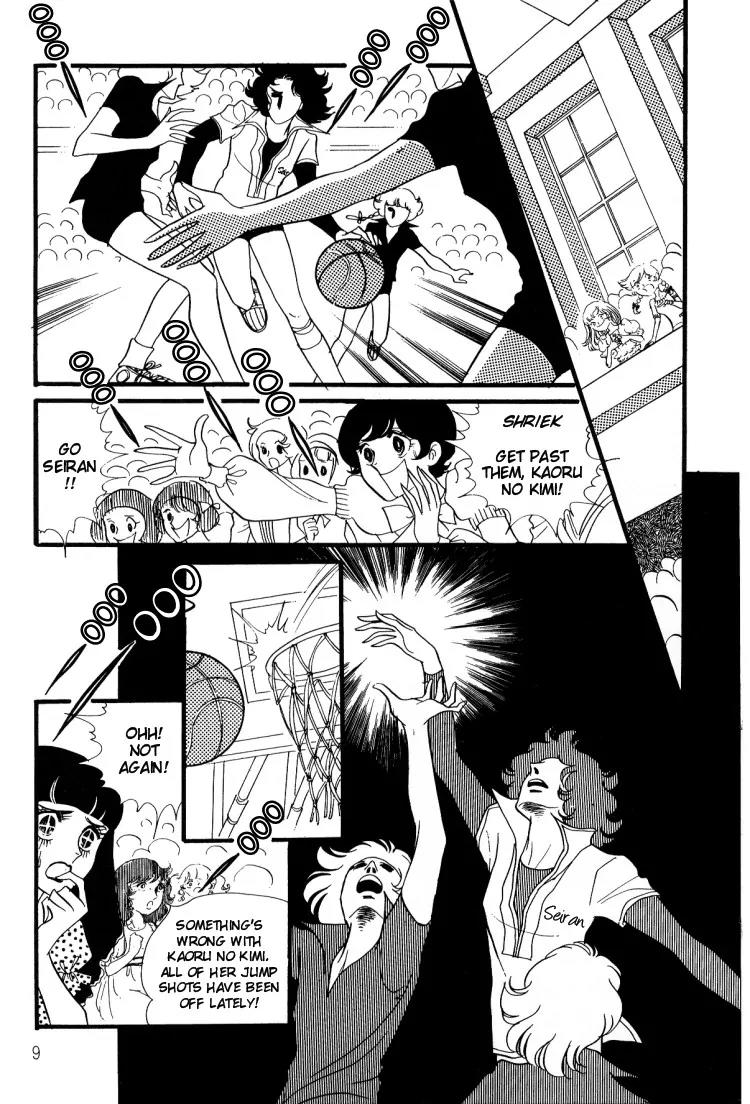 OOO
OOO
OOO
OOO
OOO
OOO
OOO
GO
SEIRAN
!!
SHRIEK
GET PAST
THEM, KAORU
NO KIMI!
OOO
OOO
OHH!
NOT
AGAIN!
OOO
SOMETHING'S
WRONG WITH
KAORU NO KIMI.
ALL OF HER JUMP
SHOTS HAVE BEEN
OFF LATELY!
Seiran
9